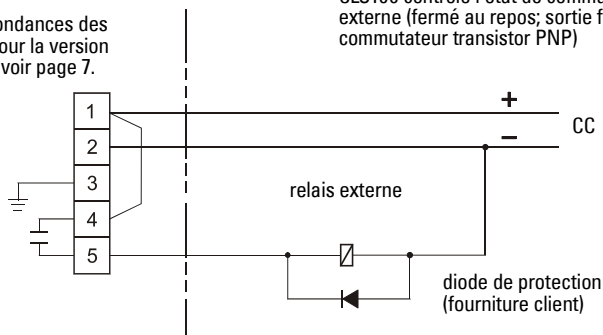 ondances des
our la version
voir page 7.
externe (fermé au repos; sortie f
commutateur transistor PNP)
1
2
3
4
5
+
–
CC
relais externe
diode de protection
(fourniture client)